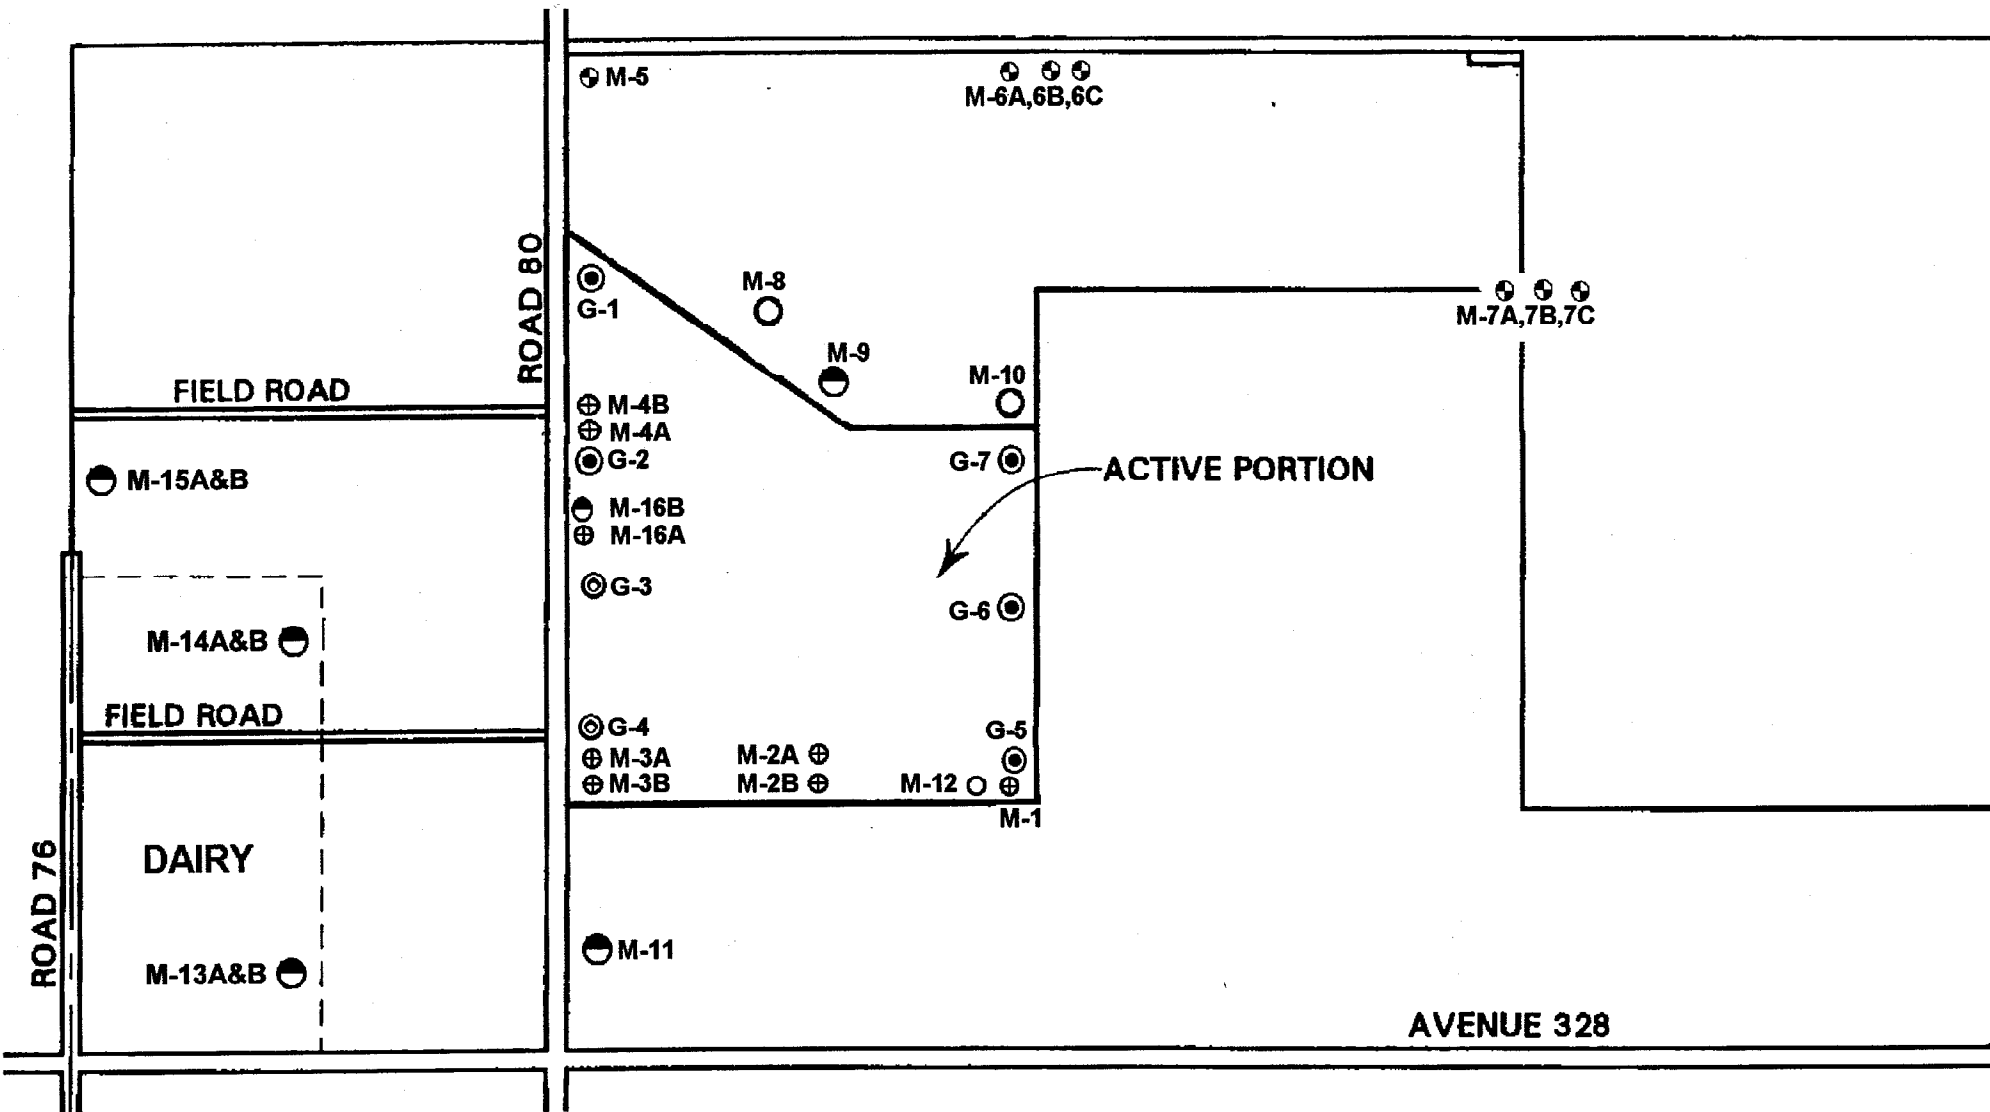 M-5
M-6A,6B,6C
ROAD 80
G-1
M-8
M-7A,7B,7C
M-9
M-10
FIELD ROAD
M-4B
M-4A
G-2
G-7
ACTIVE PORTION
M-15A&B
M-16B
M-16A
G-3
G-6
M-14A&B
FIELD ROAD
G-4
G-5
M-3A
M-2A
M-3B
M-2B
M-12
M-1
ROAD 76
DAIRY
M-11
M-13A&B
AVENUE 328